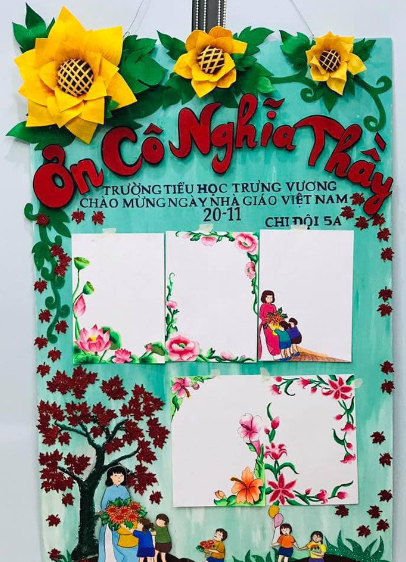 Ơn Cô Nghĩa Thầy
TRƯỜNG TIỂU HỌC TRƯNG VƯƠNG
CHÀO MỪNG NGÀY NHÀ GIÁO VIỆT NAM
20-11
CHI ĐỘI 5A